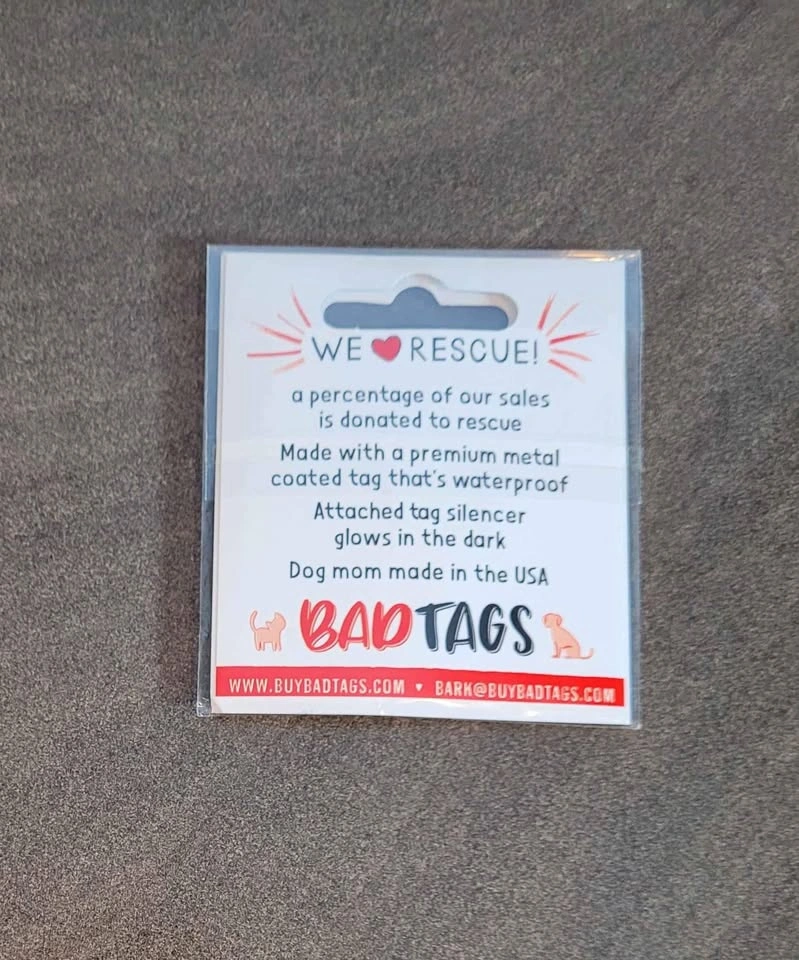 WE ❤ RESCUE!
a percentage of our sales
is donated to rescue
Made with a premium metal
coated tag that's waterproof
Attached tag silencer
glows in the dark
Dog mom made in the USA
BADTAGS
WWW.BUYBADTAGS.COM ♥ BARK@BUYBADTAGS.COM